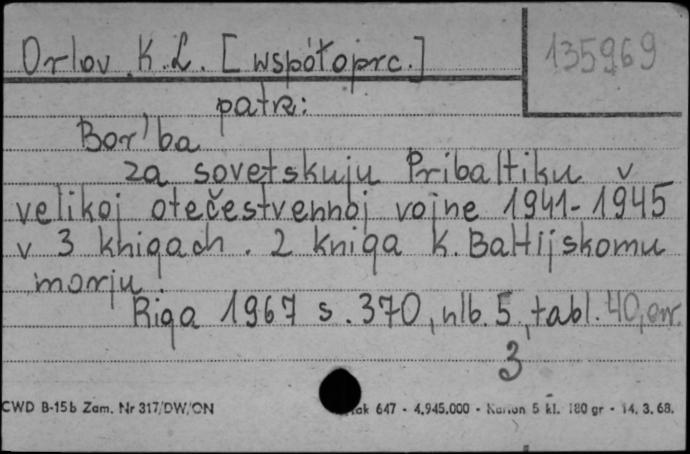 Orlov K.L. [współoprc.]
135969
patrz:
Bor'ba
za sovetskuju Pribaltiku v
velikoj otečestvennoj vojne 1941-1945
v 3 knigach. 2 kniga K. Baltijskomu
morju.
Riga 1967 s. 370, nlb. 5, tabl. 40, err.
3
CWD B-15b Zam. Nr 317/DW/ON
647 - 4.945.000 - Karton 5 kl. 180 gr - 14. 3. 68.